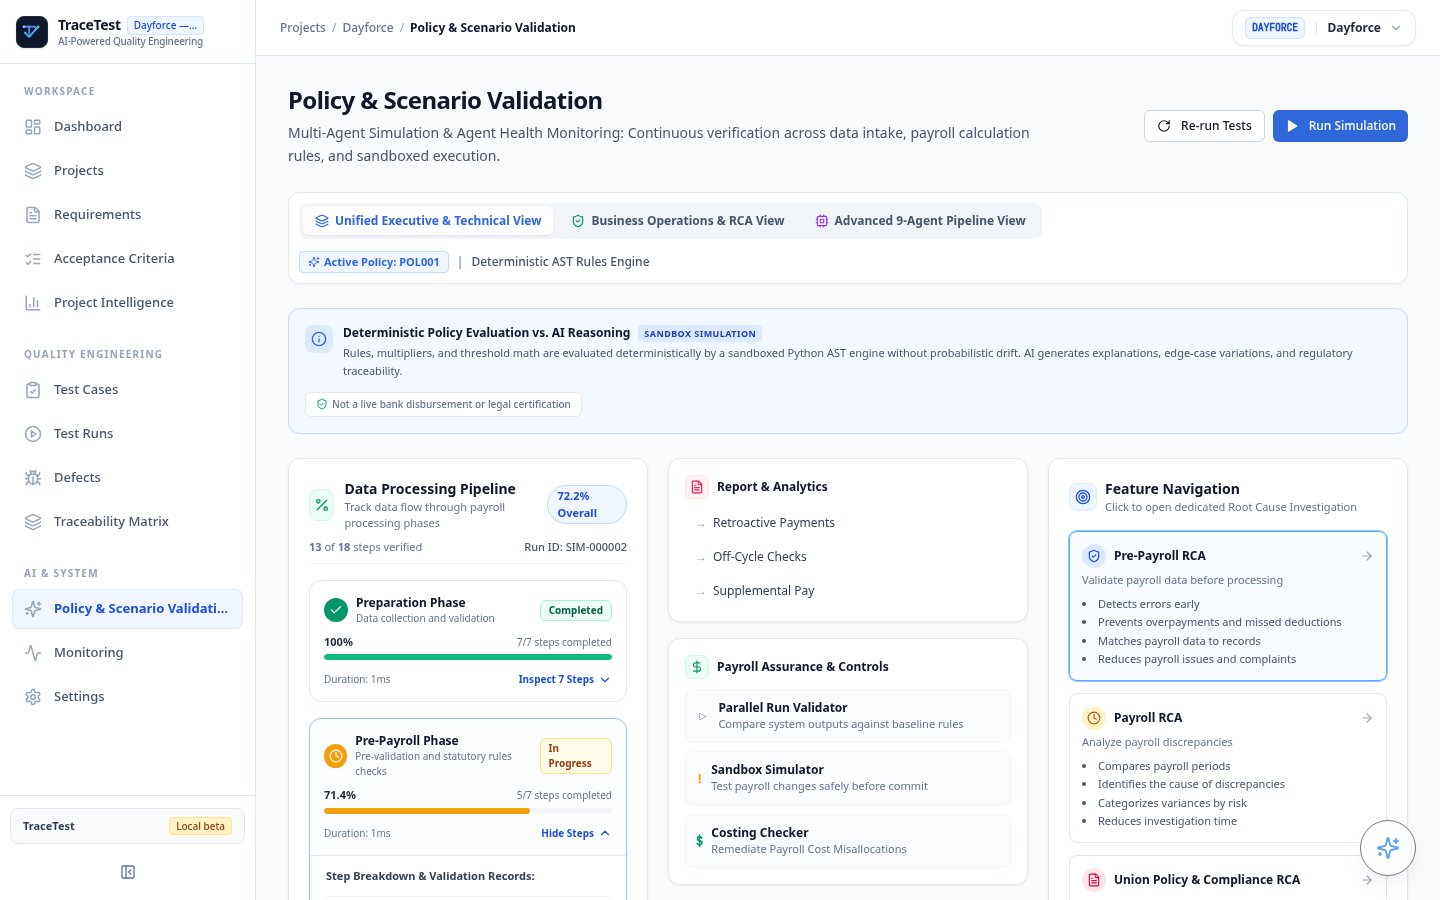 TraceTest
Dayforce —...
AI-Powered Quality Engineering
WORKSPACE
Dashboard
Projects
Requirements
Acceptance Criteria
Project Intelligence
QUALITY ENGINEERING
Test Cases
Test Runs
Defects
Traceability Matrix
AI & SYSTEM
Policy & Scenario Validati...
Monitoring
Settings
TraceTest
Local beta
Projects / Dayforce / Policy & Scenario Validation
DAYFORCE
Dayforce
Policy & Scenario Validation
Multi-Agent Simulation & Agent Health Monitoring: Continuous verification across data intake, payroll calculation
rules, and sandboxed execution.
Re-run Tests
Run Simulation
Unified Executive & Technical View
Business Operations & RCA View
Advanced 9-Agent Pipeline View
Active Policy: POL001 | Deterministic AST Rules Engine
Deterministic Policy Evaluation vs. AI Reasoning
SANDBOX SIMULATION
Rules, multipliers, and threshold math are evaluated deterministically by a sandboxed Python AST engine without probabilistic drift. AI generates explanations, edge-case variations, and regulatory
traceability.
Not a live bank disbursement or legal certification
Data Processing Pipeline
Track data flow through payroll
processing phases
72.2%
Overall
13 of 18 steps verified
Run ID: SIM-000002
Preparation Phase
Data collection and validation
Completed
100%
7/7 steps completed
Duration: 1ms
Inspect 7 Steps
Pre-Payroll Phase
Pre-validation and statutory rules
checks
In
Progress
71.4%
5/7 steps completed
Duration: 1ms
Hide Steps
Step Breakdown & Validation Records:
Report & Analytics
→ Retroactive Payments
→ Off-Cycle Checks
→ Supplemental Pay
Payroll Assurance & Controls
Parallel Run Validator
Compare system outputs against baseline rules
Sandbox Simulator
Test payroll changes safely before commit
Costing Checker
Remediate Payroll Cost Misallocations
Feature Navigation
Click to open dedicated Root Cause Investigation
Pre-Payroll RCA
Validate payroll data before processing
• Detects errors early
• Prevents overpayments and missed deductions
• Matches payroll data to records
• Reduces payroll issues and complaints
Payroll RCA
Analyze payroll discrepancies
• Compares payroll periods
• Identifies the cause of discrepancies
• Categorizes variances by risk
• Reduces investigation time
Union Policy & Compliance RCA